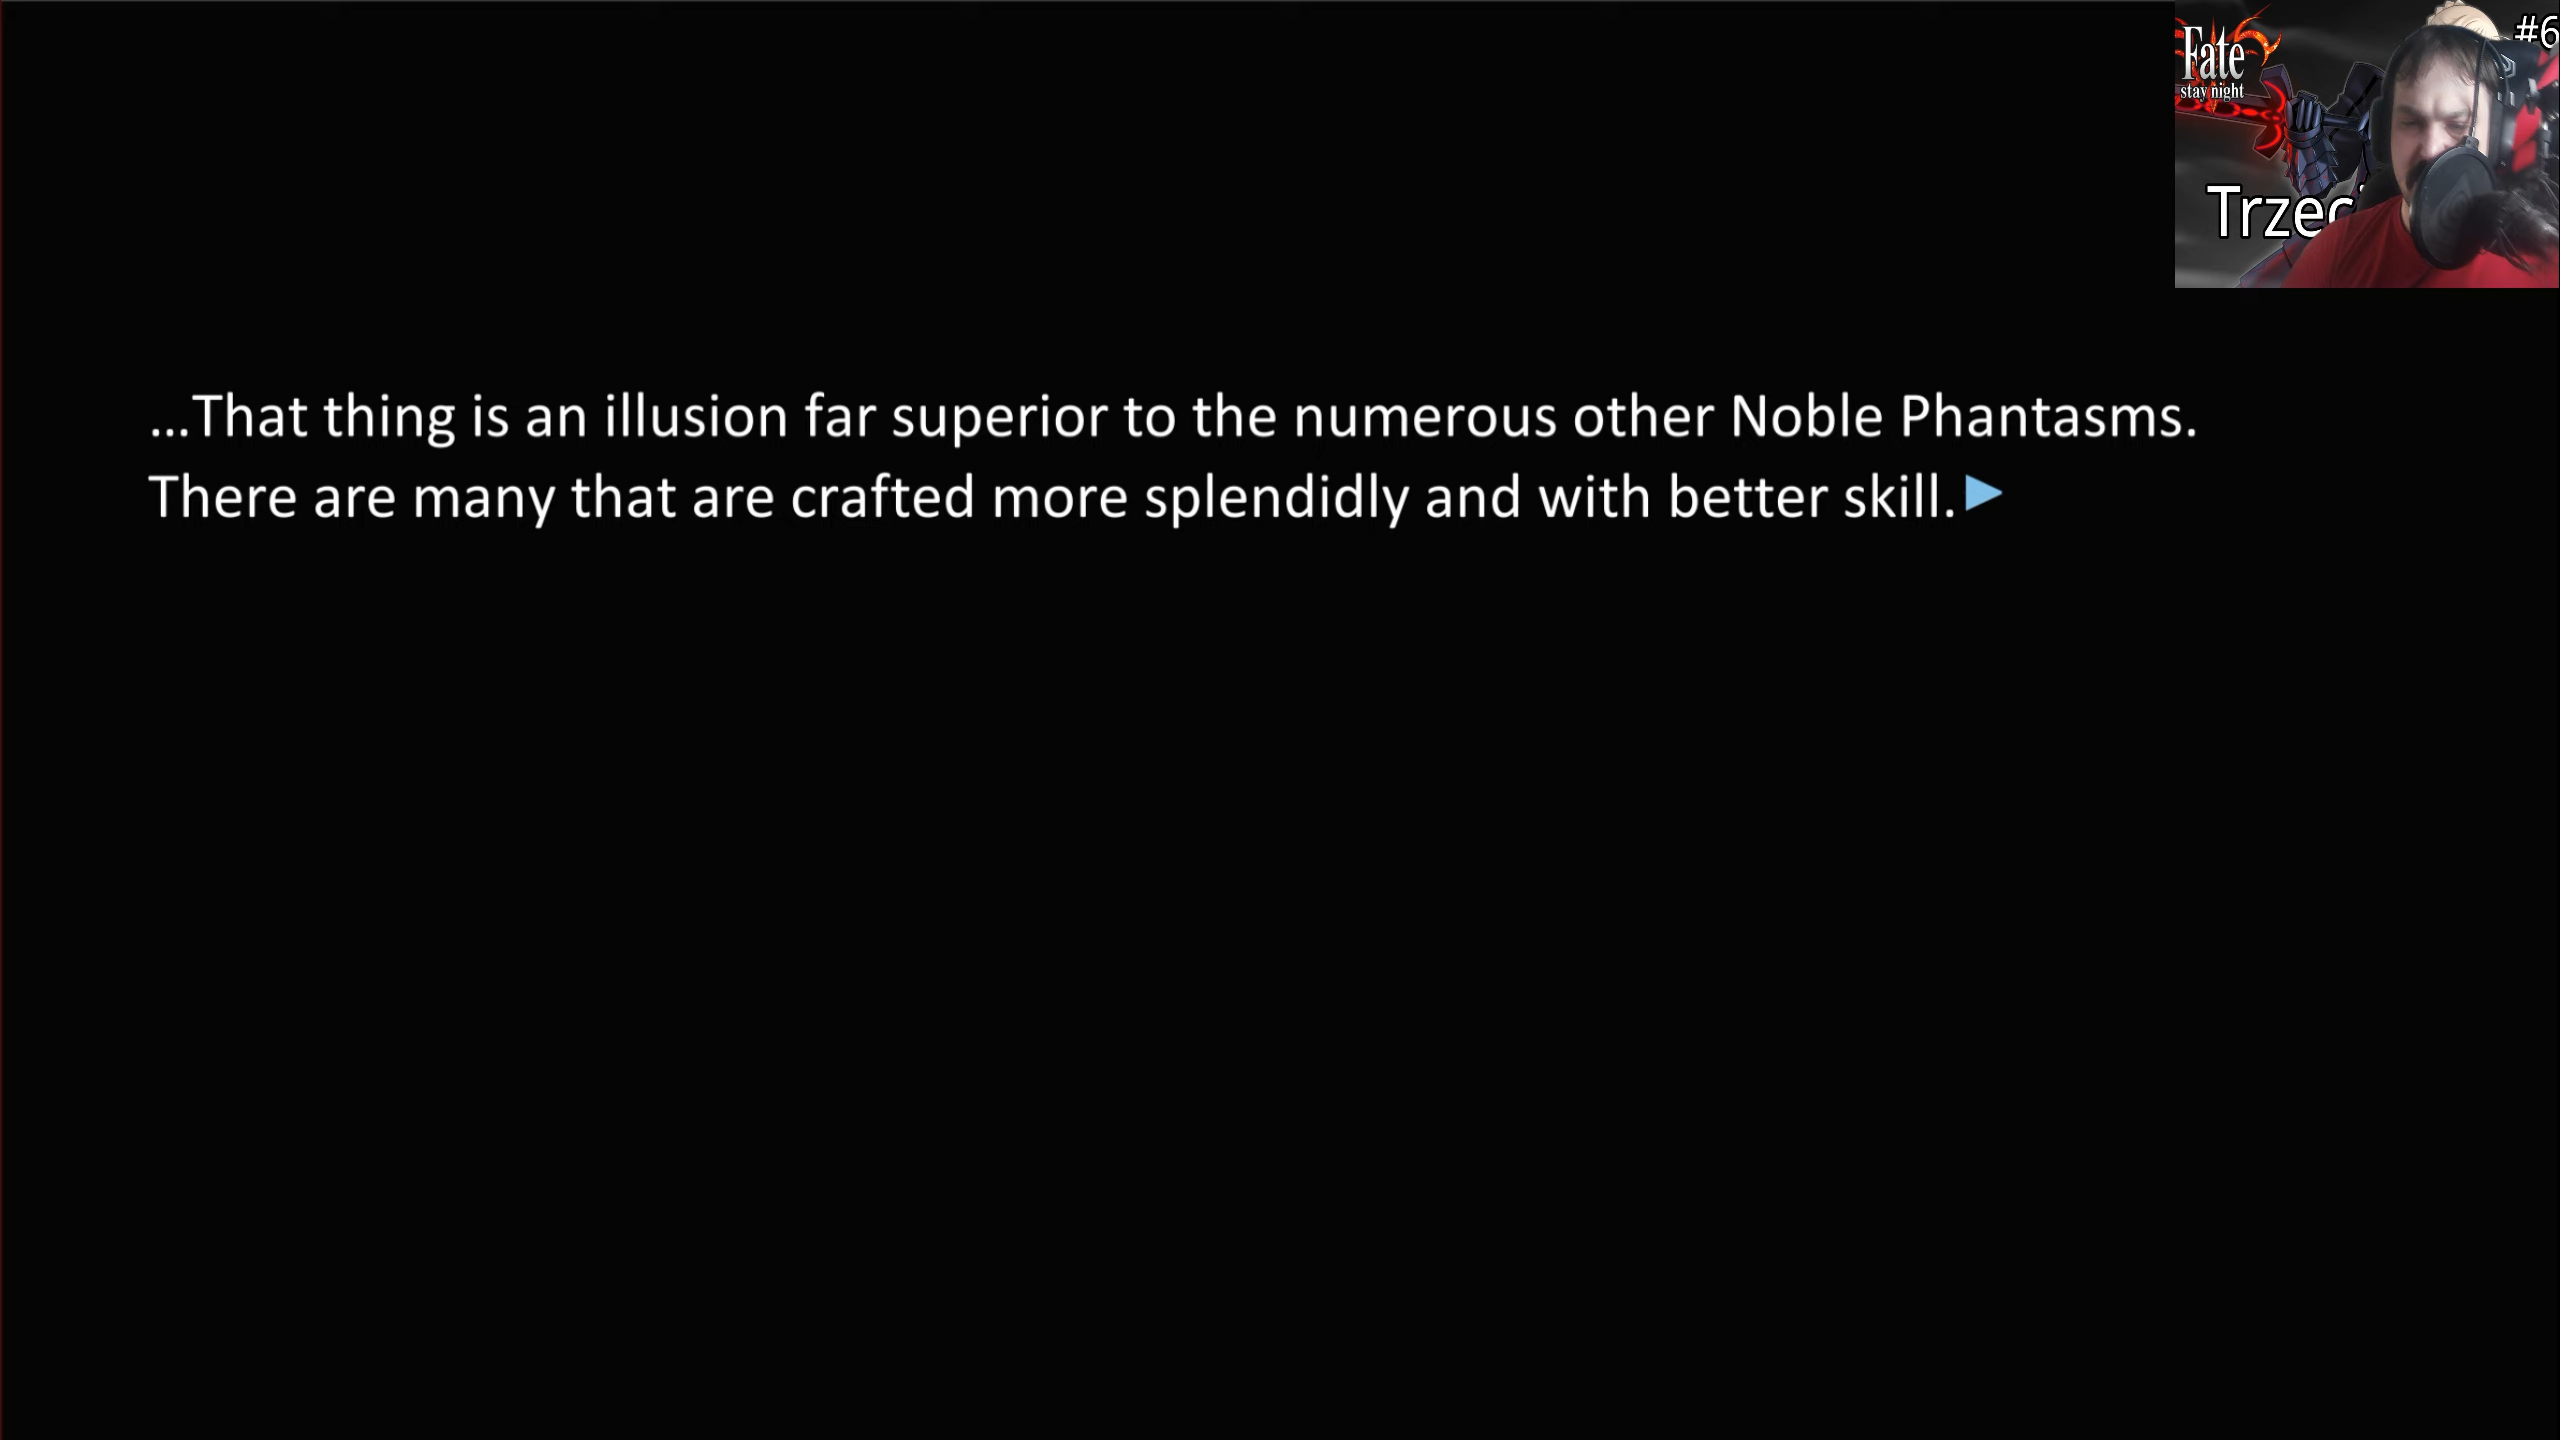 Fate
stay night
#6
Trzec
...That thing is an illusion far superior to the numerous other Noble Phantasms.
There are many that are crafted more splendidly and with better skill.